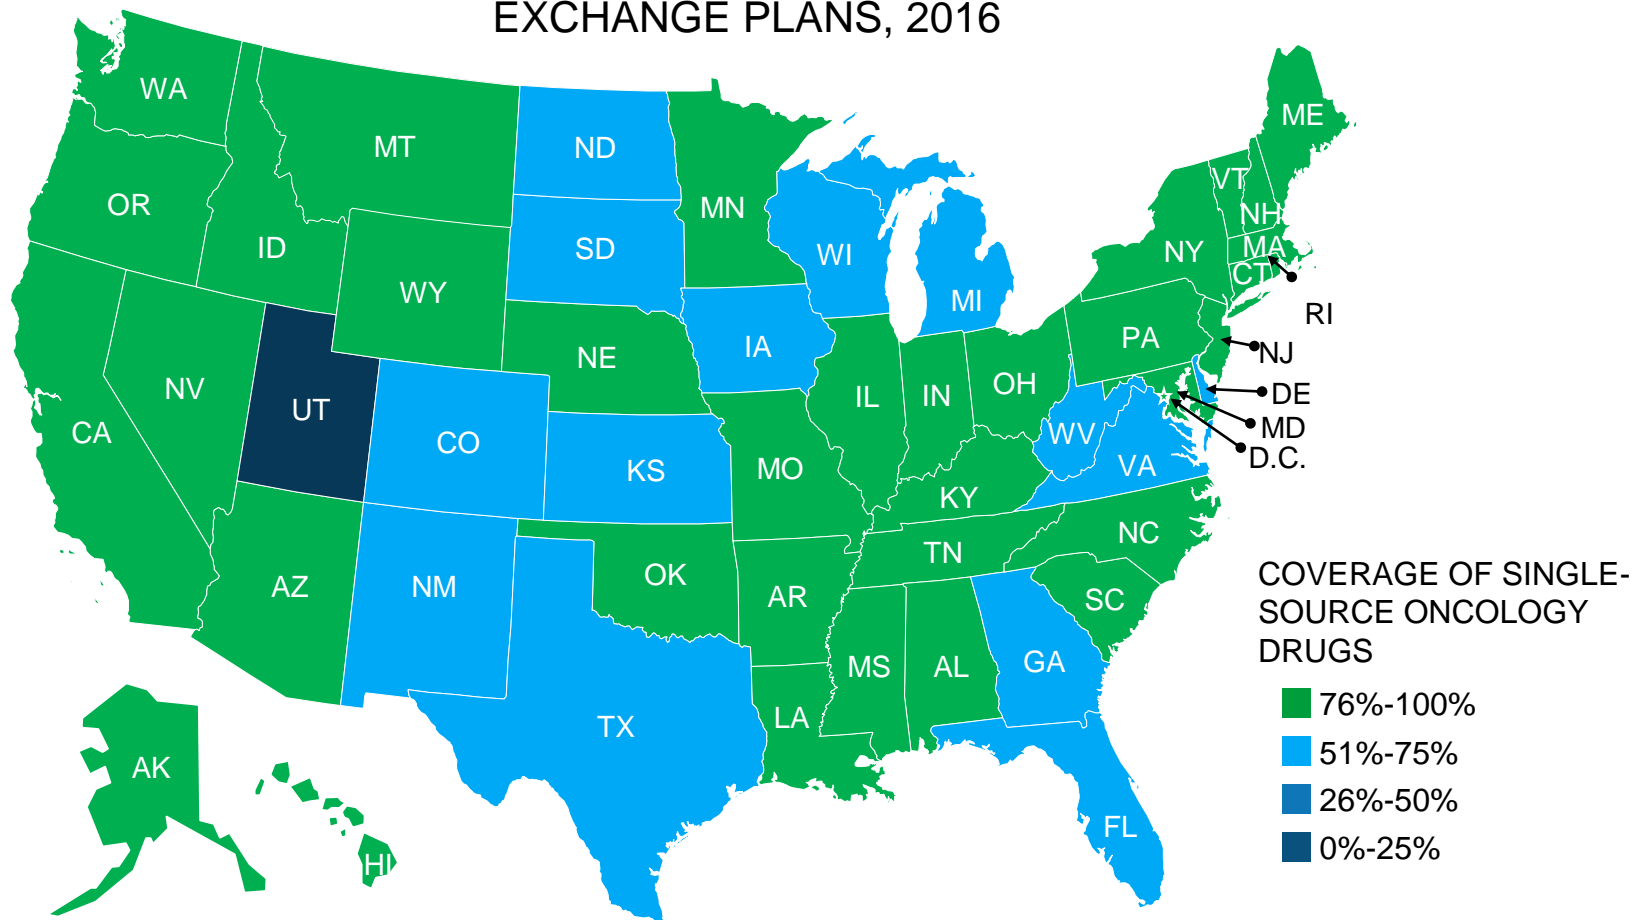 EXCHANGE PLANS, 2016
WA
MT
ND
MN
ME
OR
ID
SD
WI
MI
NY
VT
NH
MA
CT
RI
WY
NE
IA
PA
NJ
NV
UT
CO
KS
MO
IL
IN
OH
WV
VA
DE
MD
D.C.
CA
KY
NC
TN
AZ
NM
OK
AR
SC
MS
AL
GA
TX
LA
FL
AK
HI
COVERAGE OF SINGLE-
SOURCE ONCOLOGY
DRUGS
76%-100%
51%-75%
26%-50%
0%-25%